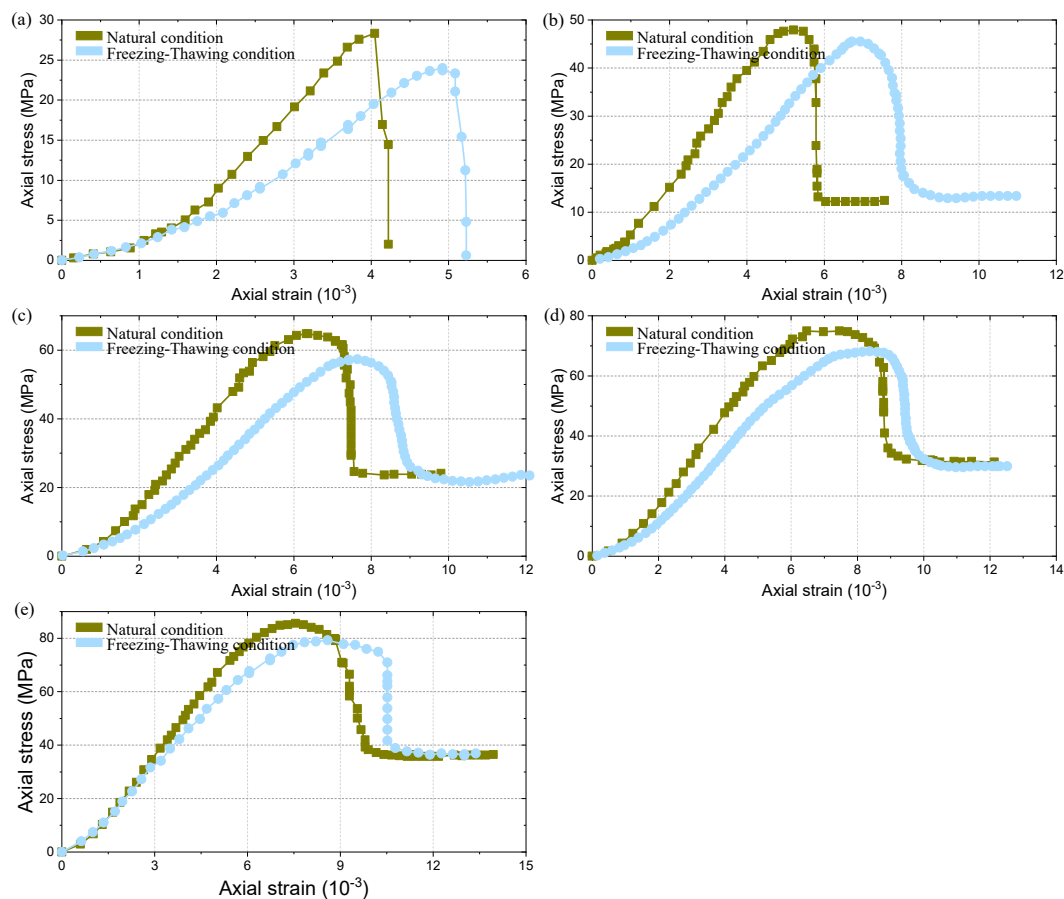 (a)
Natural condition
Freezing-Thawing condition
Axial stress (MPa)
30
25
20
15
10
5
0
0 1 2 3 4 5 6
Axial strain (10⁻³)
(b)
Natural condition
Freezing-Thawing condition
Axial stress (MPa)
50
40
30
20
10
0
0 2 4 6 8 10 12
Axial strain (10⁻³)
(c)
Natural condition
Freezing-Thawing condition
Axial stress (MPa)
60
40
20
0
0 2 4 6 8 10 12
Axial strain (10⁻³)
(d)
Natural condition
Freezing-Thawing condition
Axial stress (MPa)
80
60
40
20
0
0 2 4 6 8 10 12 14
Axial strain (10⁻³)
(e)
Natural condition
Freezing-Thawing condition
Axial stress (MPa)
80
60
40
20
0
0 3 6 9 12 15
Axial strain (10⁻³)